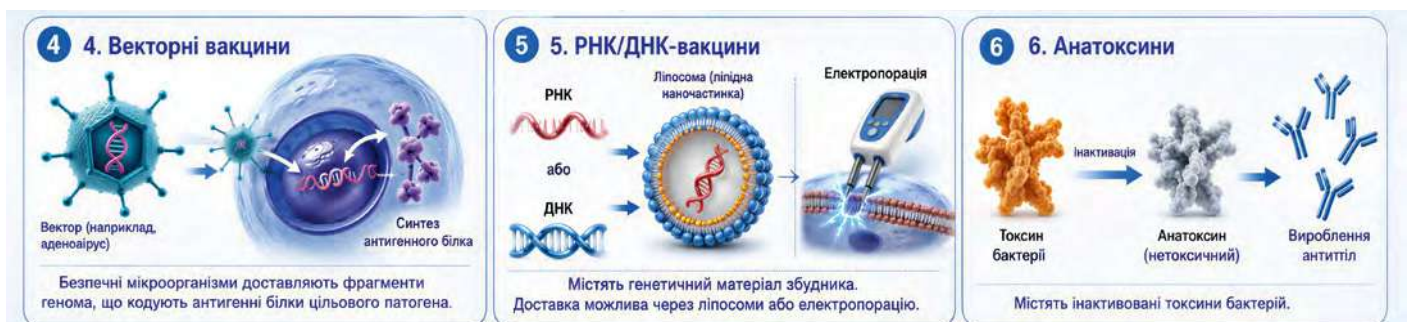 4 4. Векторні вакцини
Вектор (наприклад,
аденоаірус)
Синтез
антигенного білка
Безпечні мікроорганізми доставляють фрагменти
генома, що кодують антигенні білки цільового патогена.
5 5. РНК/ДНК-вакцини
РНК
або
ДНК
Ліпосома (ліпідна
наночастинка)
Електропорація
Містять генетичний матеріал збудника.
Доставка можлива через ліпосоми або електропорацію.
6 6. Анатоксини
Токсин
бактерії
Інактивація
Анатоксин
(нетоксичний)
Вироблення
антиттіл
Містять інактивовані токсини бактерій.